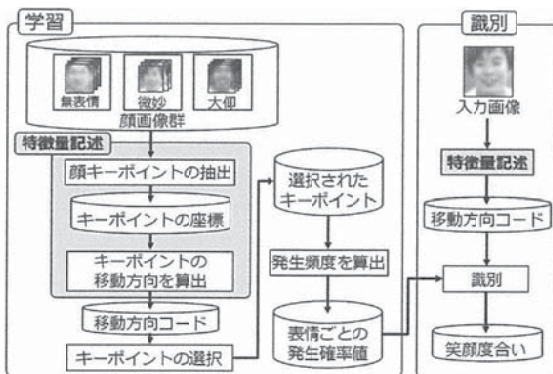 学習
無表情
微妙
大仰
顔画像群
特徴量記述
顔キーポイントの抽出
キーポイントの座標
キーポイントの
移動方向を算出
移動方向コード
キーポイントの選択
選択された
キーポイント
発生頻度を算出
表情ごとの
発生確率値
識別
入力画像
特徴量記述
移動方向コード
識別
笑顔度合い